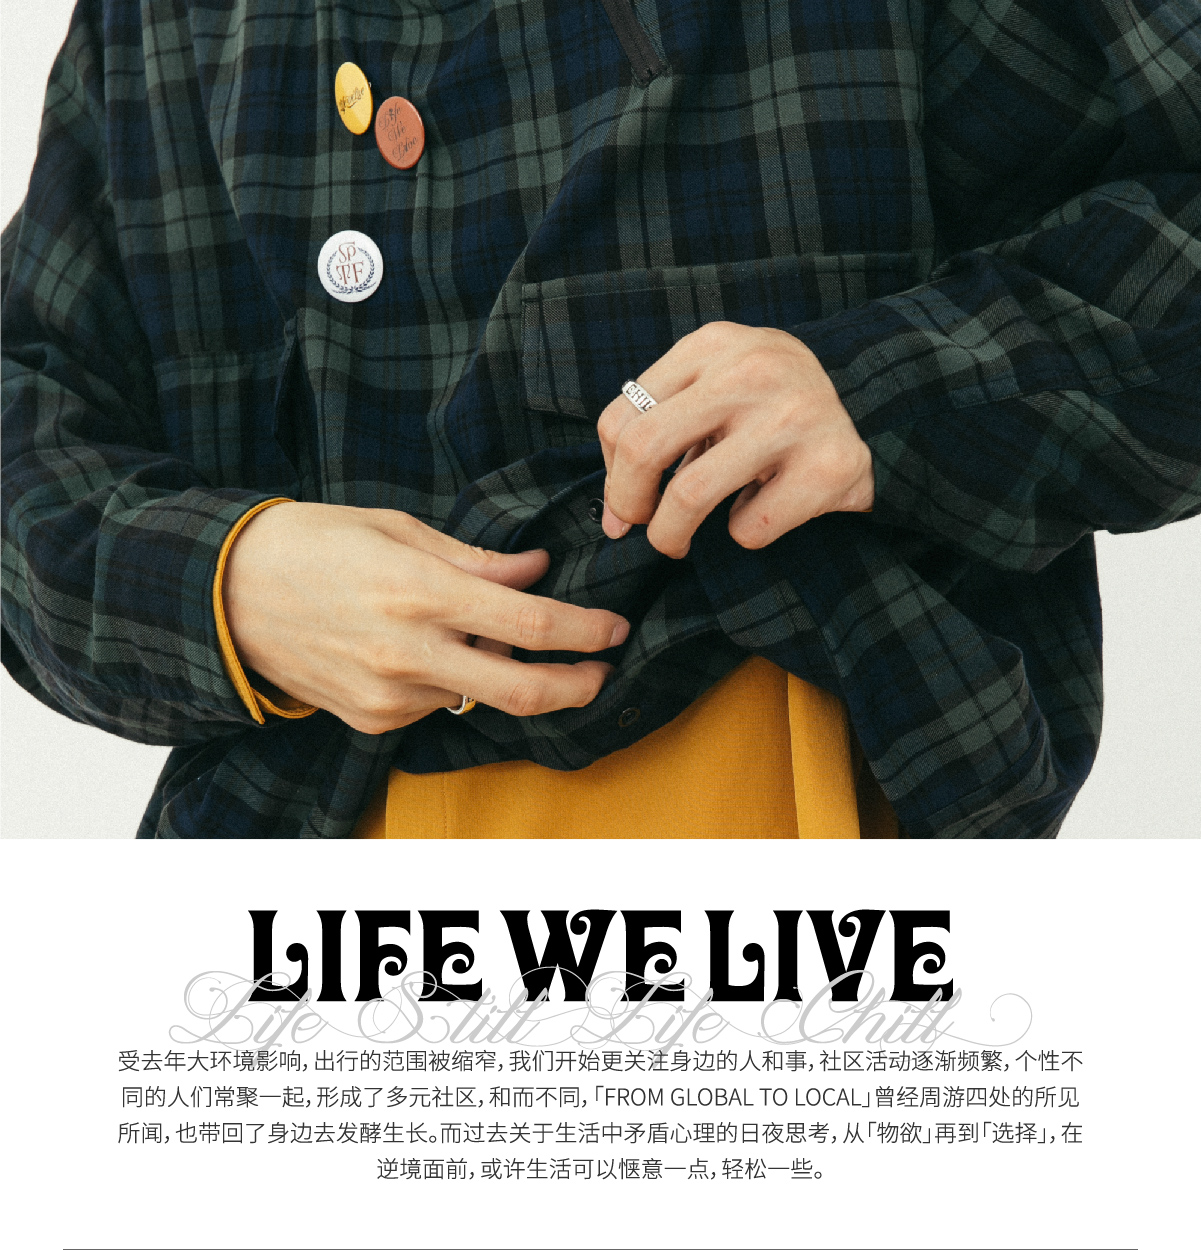 Life
We
Live
SP
TF
CHIL
LIFE WE LIVE
Life Still Life Chill
受去年大环境影响，出行的范围被缩窄，我们开始更关注身边的人和事，社区活动逐渐频繁，个性不
同的人们常聚一起，形成了多元社区，和而不同，「FROM GLOBAL TO LOCAL」曾经周游四处的所见
所闻，也带回了身边去发酵生长。而过去关于生活中矛盾心理的日夜思考，从「物欲」再到「选择」，在
逆境面前，或许生活可以惬意一点，轻松一些。